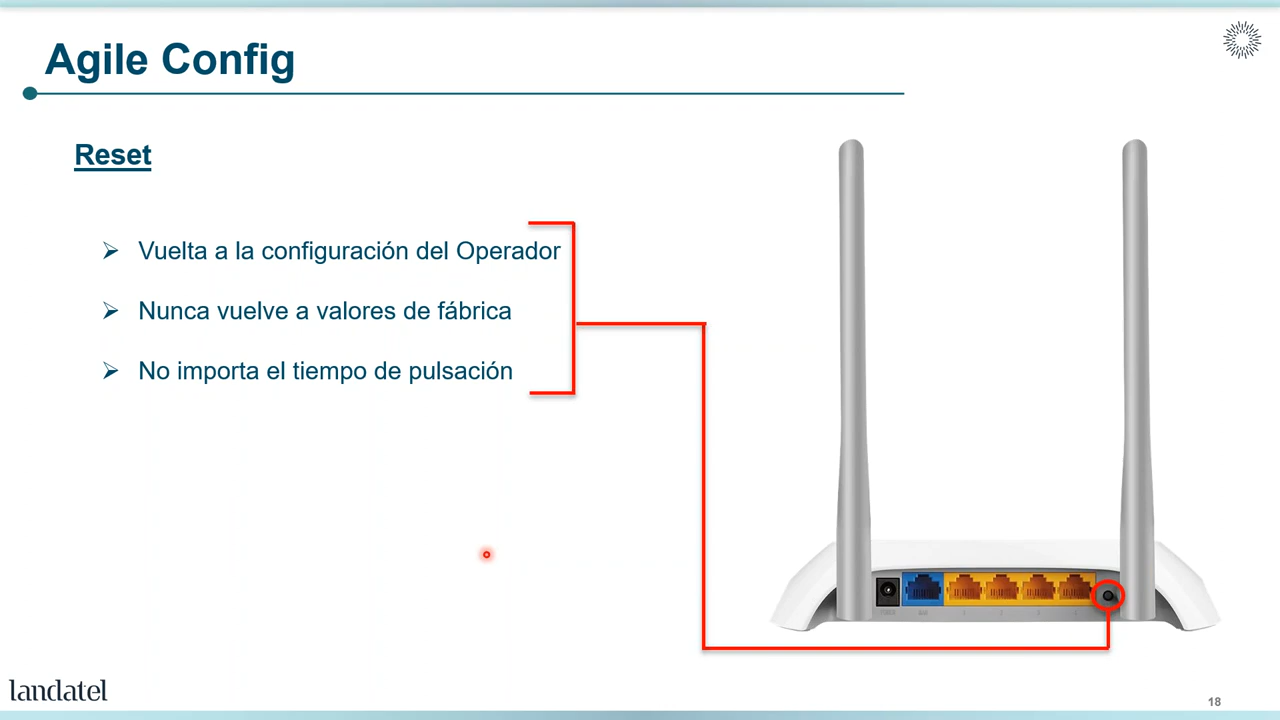 Agile Config
Reset
Vuelta a la configuración del Operador
Nunca vuelve a valores de fábrica
No importa el tiempo de pulsación
landatel
18